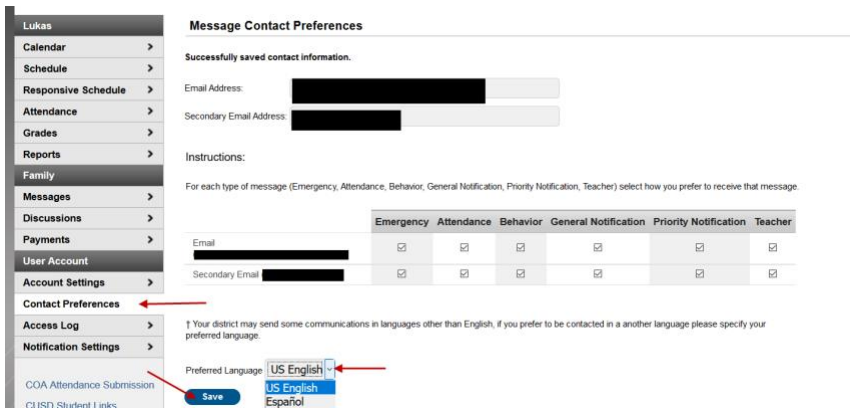 Lukas
Calendar
Schedule
Responsive Schedule
Attendance
Grades
Reports
Family
Messages
Discussions
Payments
User Account
Account Settings
Contact Preferences
Access Log
Notification Settings
COA Attendance Submission
CUSD Student Links
Message Contact Preferences
Successfully saved contact information.
Email Address:
Secondary Email Address:
Instructions:
For each type of message (Emergency, Attendance, Behavior, General Notification, Priority Notification, Teacher) select how you prefer to receive that message.
Emergency Attendance Behavior General Notification Priority Notification Teacher
Email
Secondary Email
† Your district may send some communications in languages other than English, if you prefer to be contacted in a another language please specify your
preferred language.
Preferred Language US English
US English
Español
Save